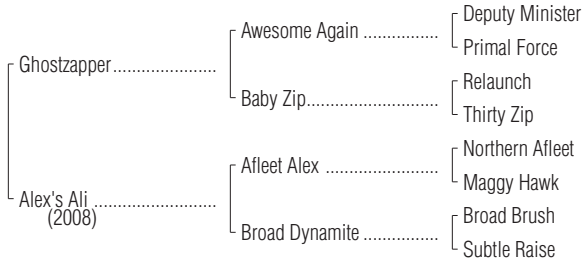 Deputy Minister
Awesome Again ................
Primal Force
Ghostzapper......................
Relaunch
Baby Zip............................
Thirty Zip
Northern Afleet
Afleet Alex ........................
Maggy Hawk
Alex's Ali ..........................
(2008)
Broad Brush
Broad Dynamite ................
Subtle Raise